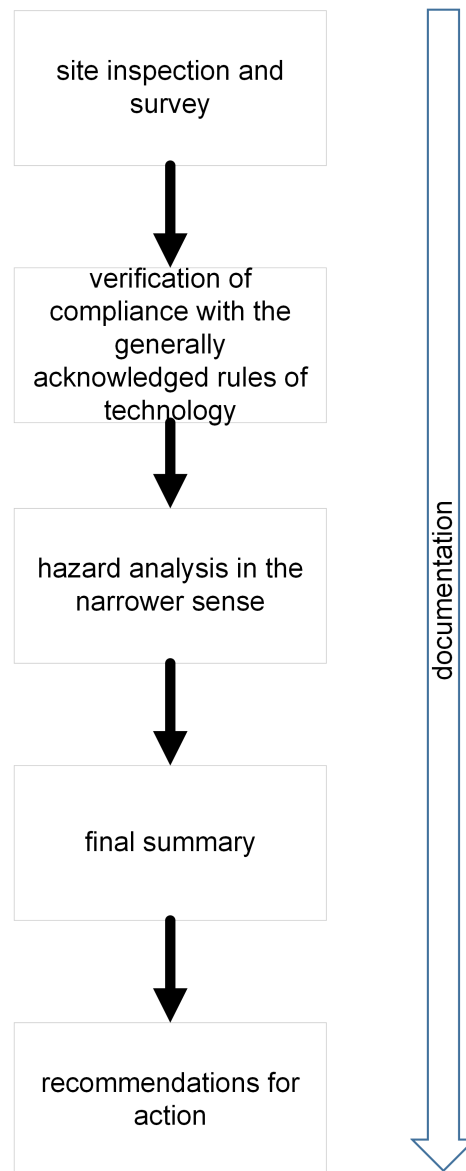 site inspection and
survey
verification of
compliance with the
generally
acknowledged rules of
technology
hazard analysis in the
narrower sense
final summary
recommendations for
action
documentation